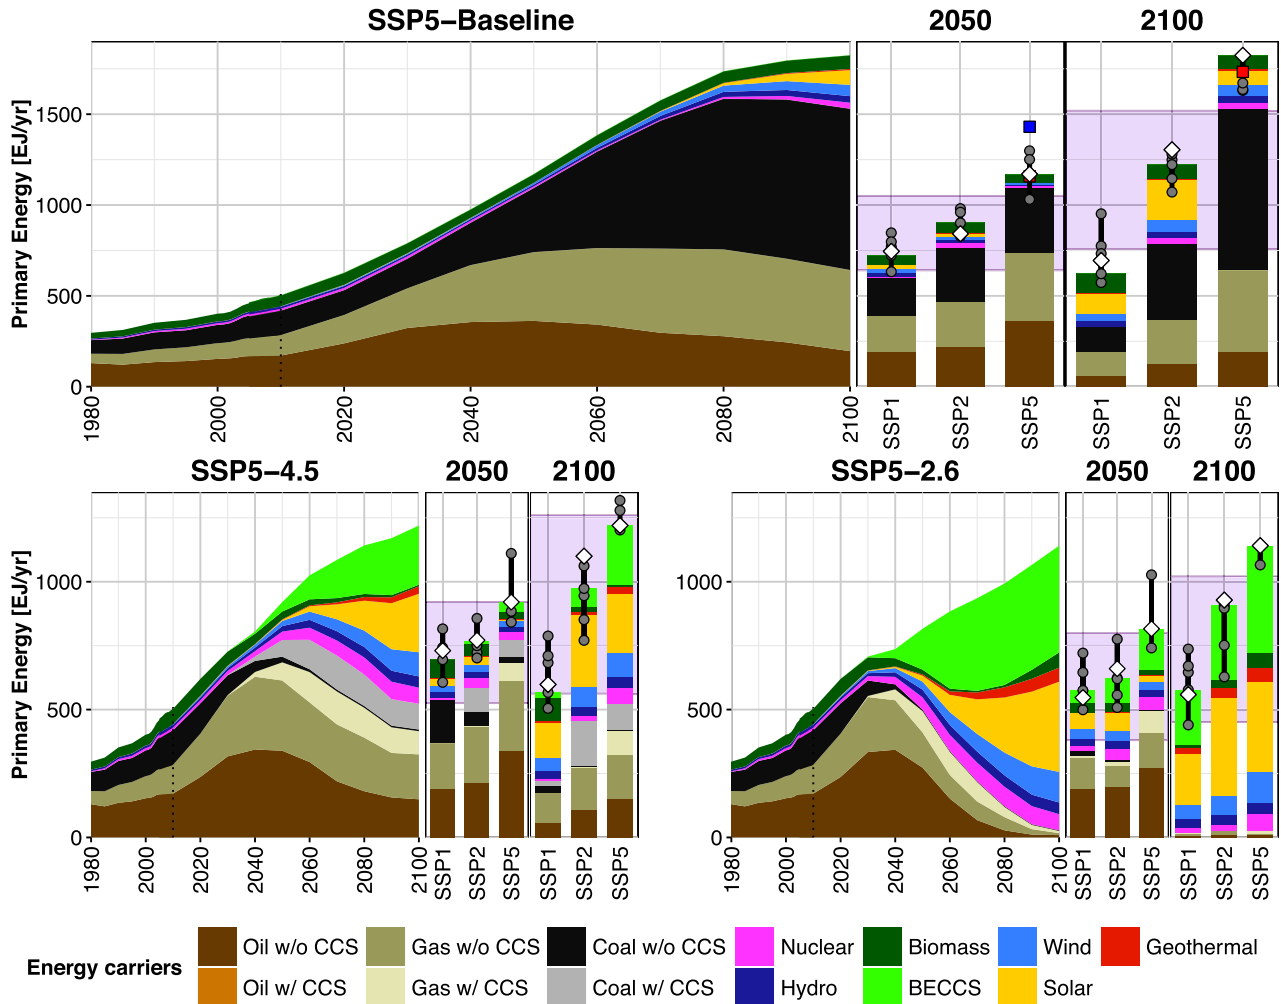 SSP5−Baseline
2050
2100
Primary Energy [EJ/yr]
1500
1000
500
0
1980
2000
2020
2040
2060
2080
2100
SSP1
SSP2
SSP5
SSP1
SSP2
SSP5
SSP5−4.5
2050
2100
SSP5−2.6
2050
2100
Primary Energy [EJ/yr]
1000
500
0
1980
2000
2020
2040
2060
2080
2100
SSP1
SSP2
SSP5
SSP1
SSP2
SSP5
1000
500
0
1980
2000
2020
2040
2060
2080
2100
SSP1
SSP2
SSP5
SSP1
SSP2
SSP5
Energy carriers
Oil w/o CCS
Gas w/o CCS
Coal w/o CCS
Nuclear
Biomass
Wind
Geothermal
Oil w/ CCS
Gas w/ CCS
Coal w/ CCS
Hydro
BECCS
Solar